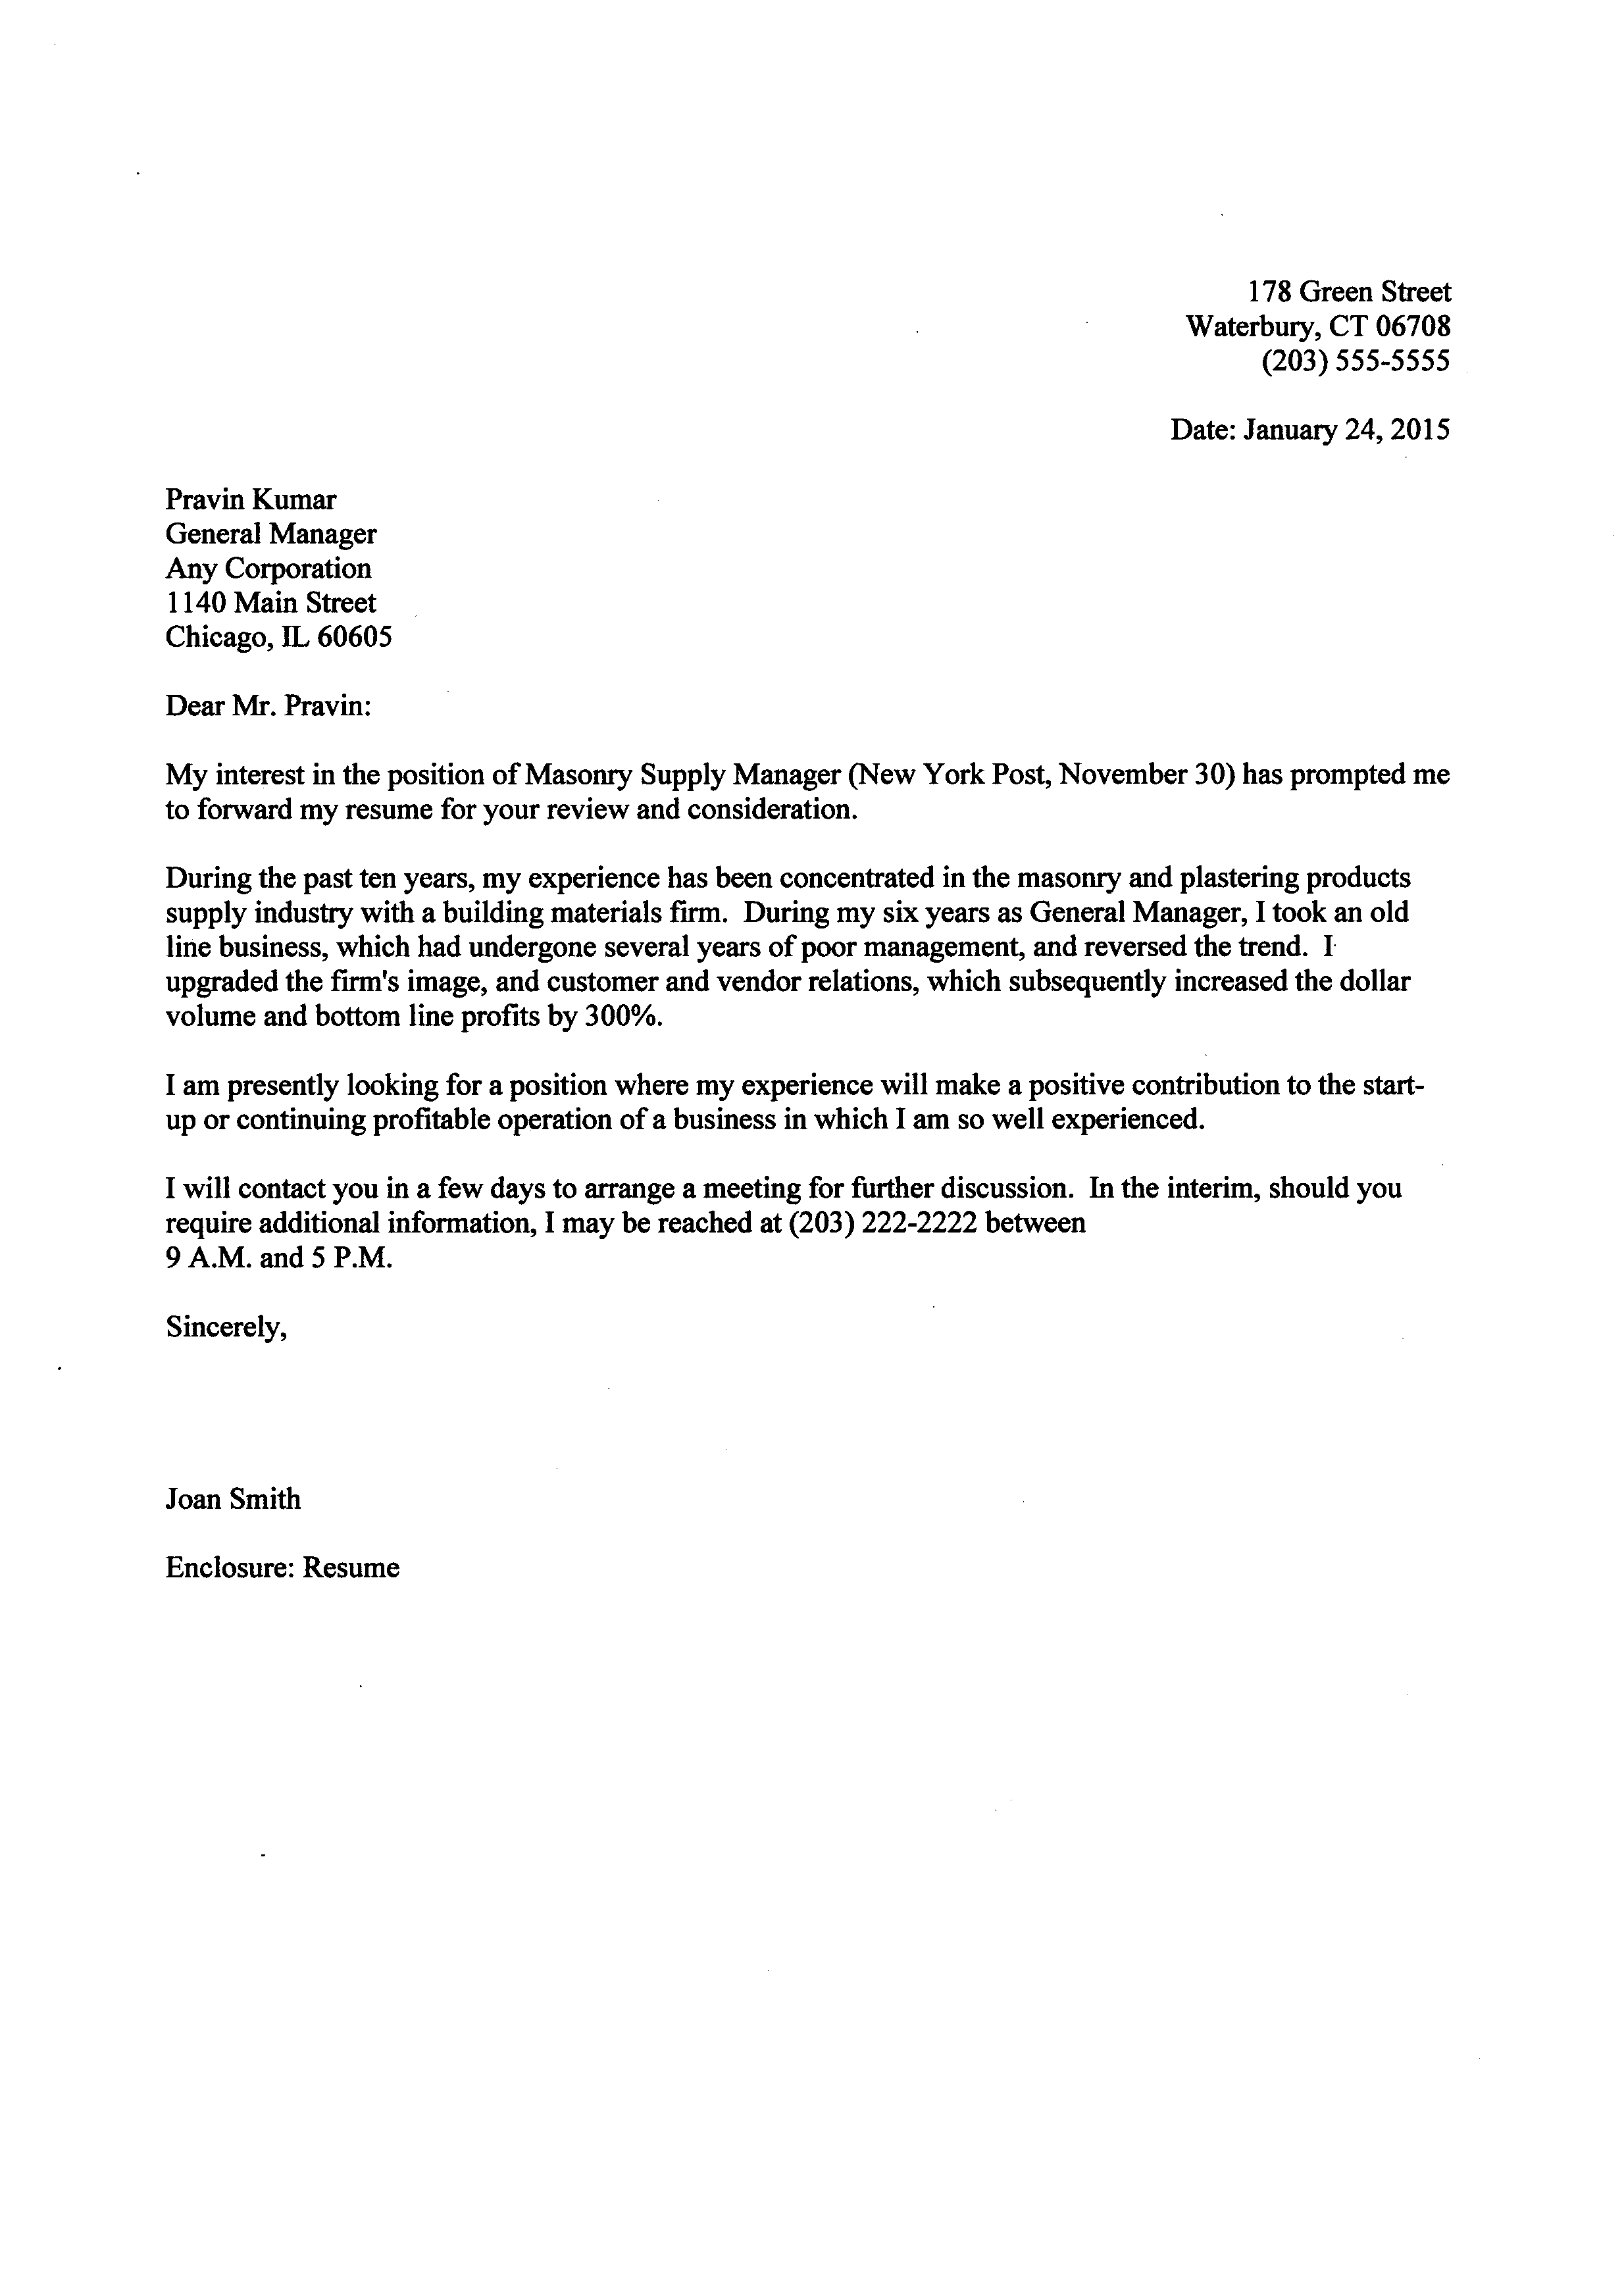 178 Green Street
Waterbury, CT 06708
(203) 555-5555
Date: January 24, 2015
Pravin Kumar
General Manager
Any Corporation
1140 Main Street
Chicago, IL 60605
Dear Mr. Pravin:
My interest in the position of Masonry Supply Manager (New York Post, November 30) has prompted me
to forward my resume for your review and consideration.
During the past ten years, my experience has been concentrated in the masonry and plastering products
supply industry with a building materials firm.  During my six years as General Manager, I took an old
line business, which had undergone several years of poor management, and reversed the trend.  I
upgraded the firm's image, and customer and vendor relations, which subsequently increased the dollar
volume and bottom line profits by 300%.
I am presently looking for a position where my experience will make a positive contribution to the start-
up or continuing profitable operation of a business in which I am so well experienced.
I will contact you in a few days to arrange a meeting for further discussion.  In the interim, should you
require additional information, I may be reached at (203) 222-2222 between
9 A.M. and 5 P.M.
Sincerely,
Joan Smith
Enclosure: Resume